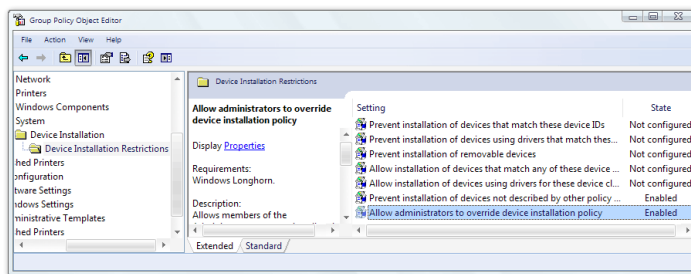 Group Policy Object Editor
File Action View Help
Network
Printers
Windows Components
System
Device Installation
Device Installation Restrictions
hed Printers
onfiguration
tware Settings
ndows Settings
ministrative Templates
hed Printers
Device Installation Restrictions
Allow administrators to override
device installation policy
Display Properties
Requirements:
Windows Longhorn.
Description:
Allows members of the
Setting State
Prevent installation of devices that match these device IDs Not configured
Prevent installation of devices using drivers that match thes... Not configured
Prevent installation of removable devices Not configured
Allow installation of devices that match any of these device ... Not configured
Allow installation of devices using drivers for these device cl... Not configured
Prevent installation of devices not described by other policy ... Enabled
Allow administrators to override device installation policy Enabled
Extended Standard